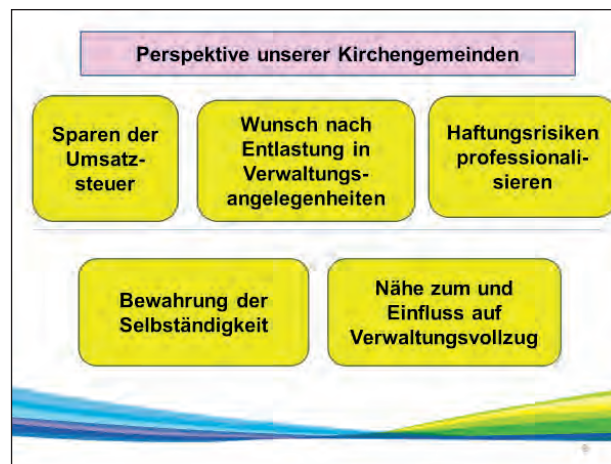 Perspektive unserer Kirchengemeinden
Sparen der
Umsatz-
steuer
Wunsch nach
Entlastung in
Verwaltungs-
angelegenheiten
Haftungsrisiken
professionali-
sieren
Bewahrung der
Selbständigkeit
Nähe zum und
Einfluss auf
Verwaltungsvollzug